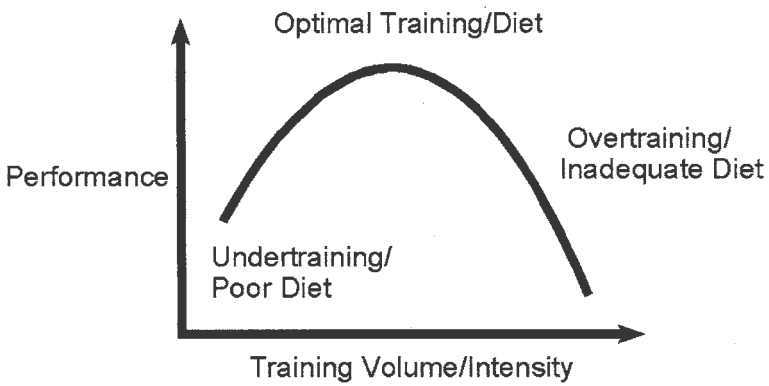 Optimal Training/Diet
Overtraining/
Inadequate Diet
Performance
Undertraining/
Poor Diet
Training Volume/Intensity